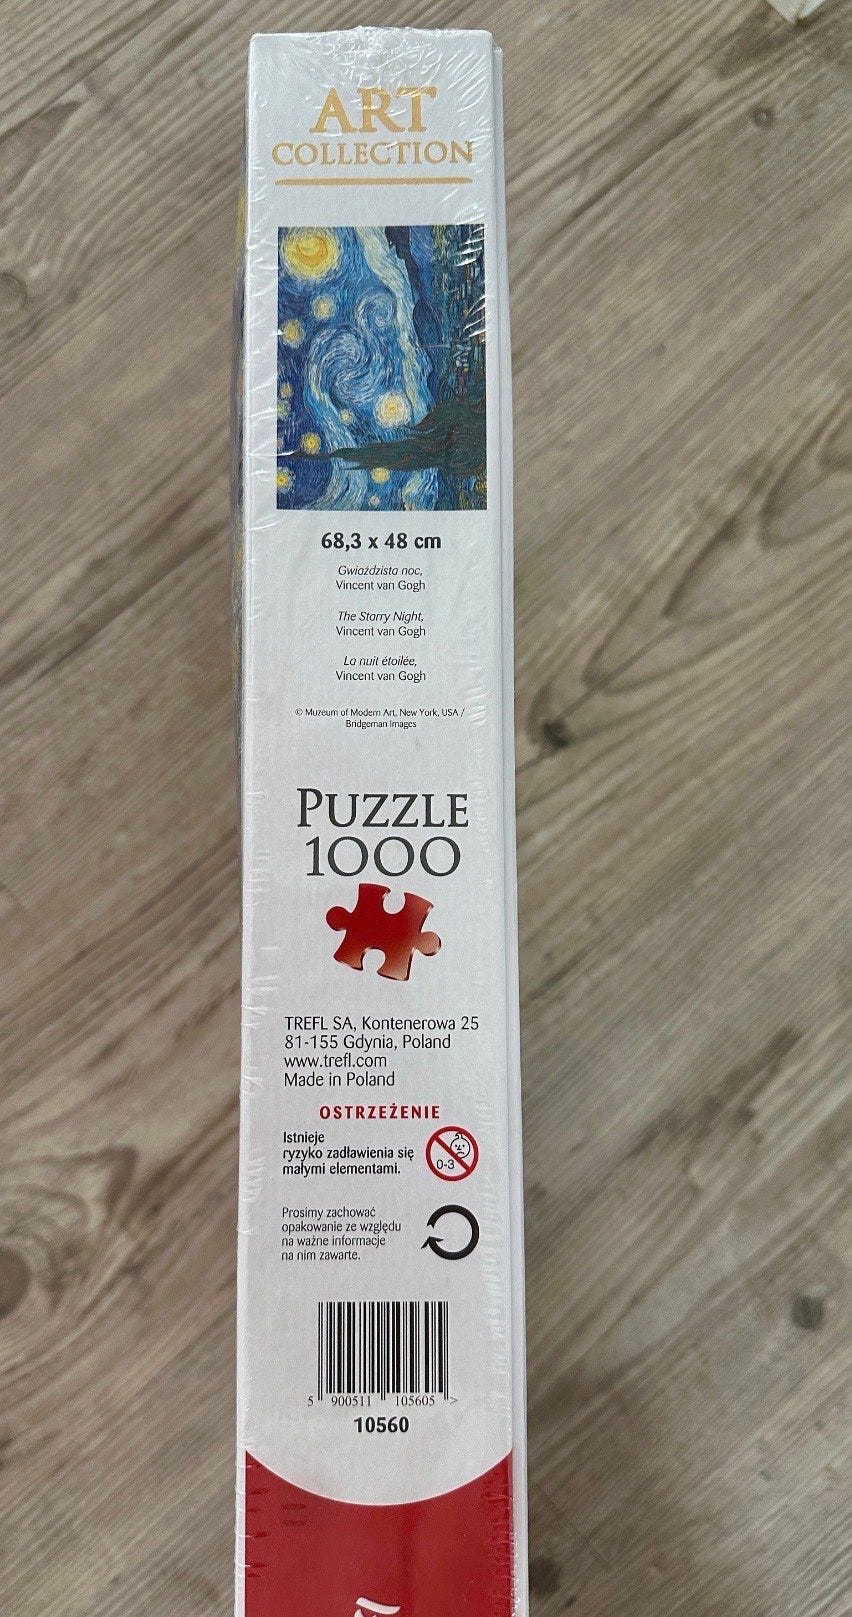 ART
COLLECTION
68,3 x 48 cm
Gwiaździsta noc,
Vincent van Gogh
The Starry Night,
Vincent van Gogh
La nuit étoilée,
Vincent van Gogh
© Muzeum of Modern Art, New York, USA /
Bridgeman Images
PUZZLE
1000
TREFL SA, Kontenerowa 25
81-155 Gdynia, Poland
www.trefl.com
Made in Poland
OSTRZEŻENIE
Istnieje
ryzyko zadławienia się
małymi elementami.
0-3
Prosimy zachować
opakowanie ze względu
na ważne informacje
na nim zawarte.
5 900511 105605 >
10560